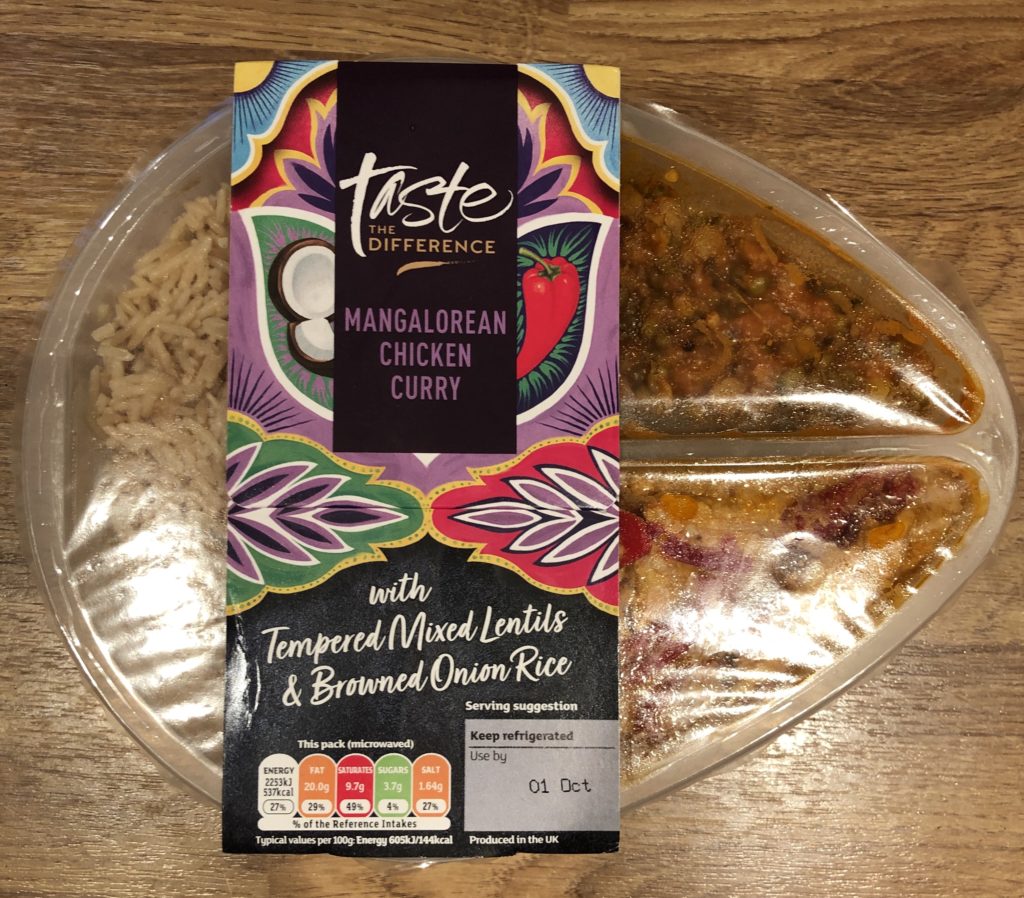 taste
THE
DIFFERENCE
MANGALOREAN
CHICKEN
CURRY
with
Tempered Mixed Lentils
& Browned Onion Rice
Serving suggestion
Keep refrigerated
Use by
01 Oct
Produced in the UK
This pack (microwaved)
ENERGY FAT SATURATES SUGARS SALT
2253kJ
537kcal 20.0g 9.7g 3.7g 1.64g
27% 29% 49% 4% 27%
% of the Reference Intakes
Typical values per 100g: Energy 605kJ/144kcal